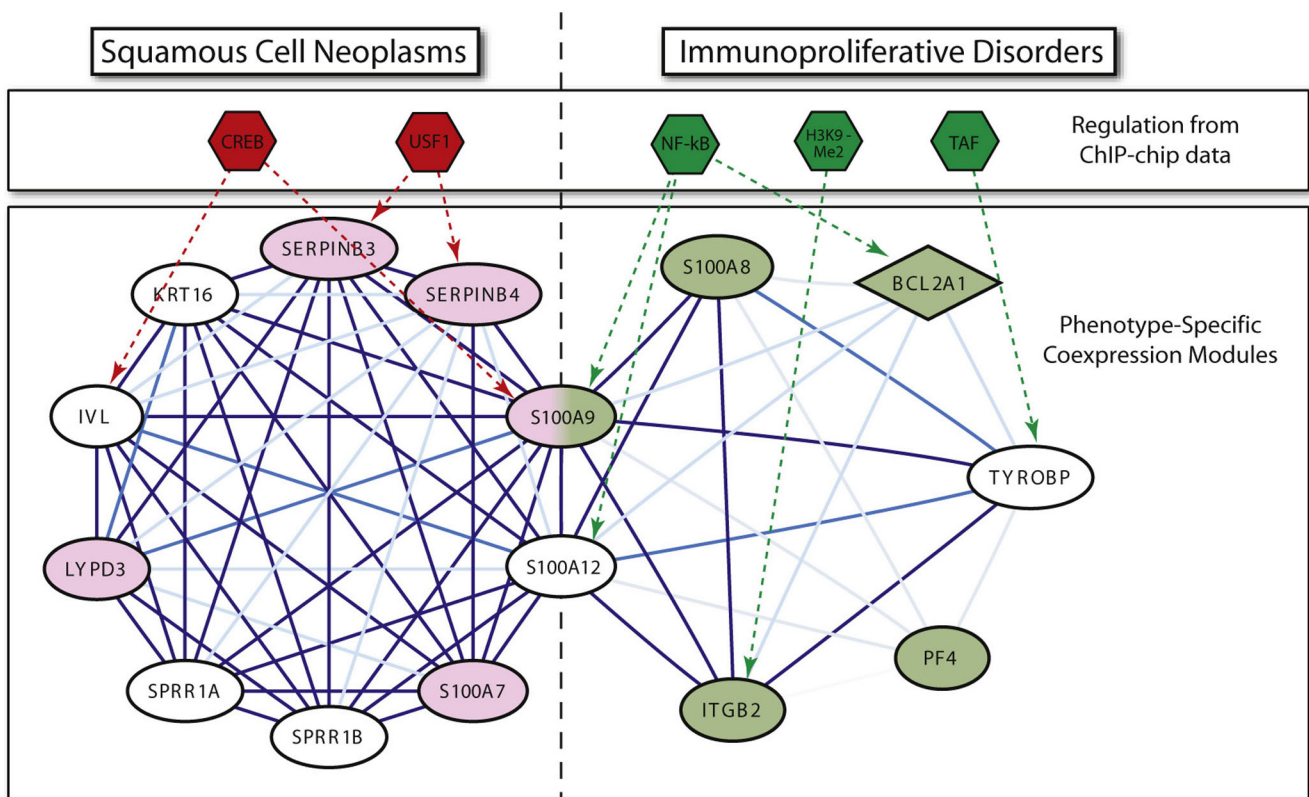 Squamous Cell Neoplasms
Immunoproliferative Disorders
CREB
USF1
NF-kB
H3K9 -
Me2
TAF
Regulation from
ChIP-chip data
SERPINB3
S100A8
KRT16
SERPINB4
BCL2A1
Phenotype-Specific
Coexpression Modules
IVL
S100A9
TYROBP
LYPD3
S100A12
SPRR1A
S100A7
PF4
ITGB2
SPRR1B